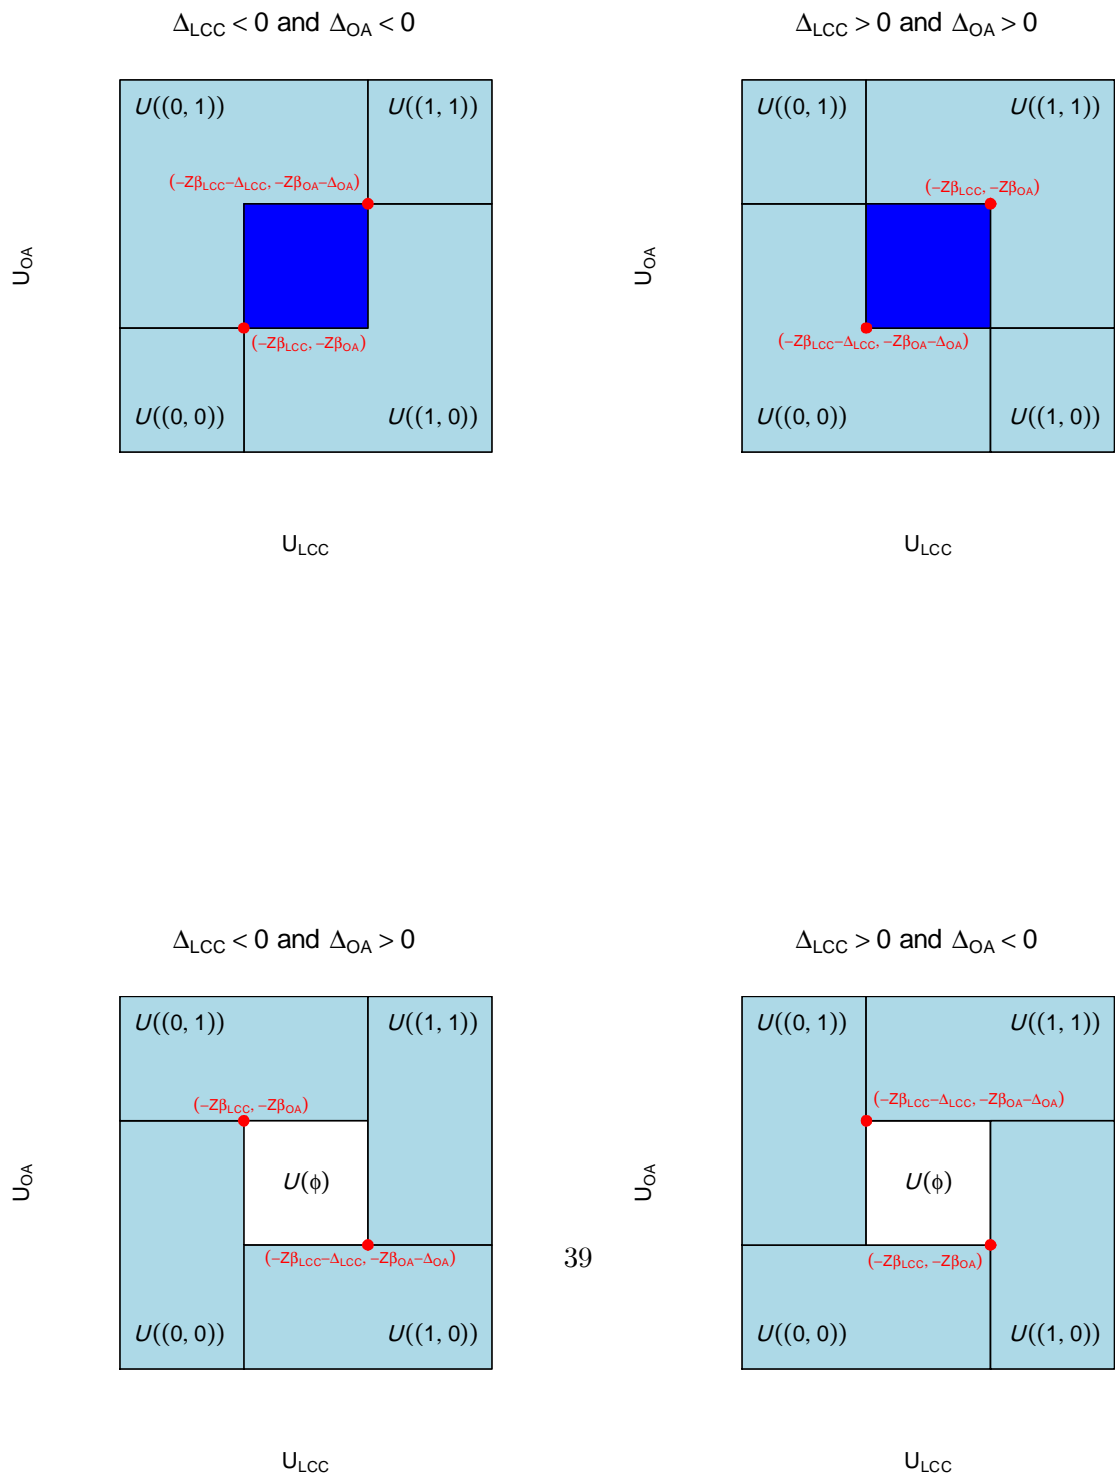 Δ_LCC < 0 and Δ_OA < 0
U((0, 1))
U((1, 1))
(−Zβ_LCC−Δ_LCC, −Zβ_OA−Δ_OA)
(−Zβ_LCC, −Zβ_OA)
U((0, 0))
U((1, 0))
U_OA
U_LCC
Δ_LCC > 0 and Δ_OA > 0
U((0, 1))
U((1, 1))
(−Zβ_LCC, −Zβ_OA)
(−Zβ_LCC−Δ_LCC, −Zβ_OA−Δ_OA)
U((0, 0))
U((1, 0))
U_OA
U_LCC
Δ_LCC < 0 and Δ_OA > 0
U((0, 1))
U((1, 1))
(−Zβ_LCC, −Zβ_OA)
U(ϕ)
(−Zβ_LCC−Δ_LCC, −Zβ_OA−Δ_OA)
U((0, 0))
U((1, 0))
U_OA
U_LCC
Δ_LCC > 0 and Δ_OA < 0
U((0, 1))
U((1, 1))
(−Zβ_LCC−Δ_LCC, −Zβ_OA−Δ_OA)
U(ϕ)
(−Zβ_LCC, −Zβ_OA)
U((0, 0))
U((1, 0))
U_OA
U_LCC
39